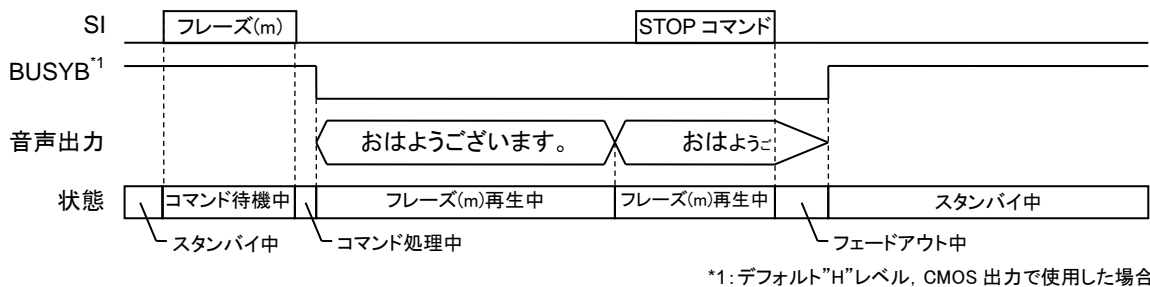 SI フレーズ(m) STOP コマンド
BUSYB*1
音声出力 おはようございます。 おはようご
状態 コマンド待機中 フレーズ(m)再生中 フレーズ(m)再生中 スタンバイ中
スタンバイ中 コマンド処理中 フェードアウト中
*1:デフォルト”H”レベル, CMOS 出力で使用した場合